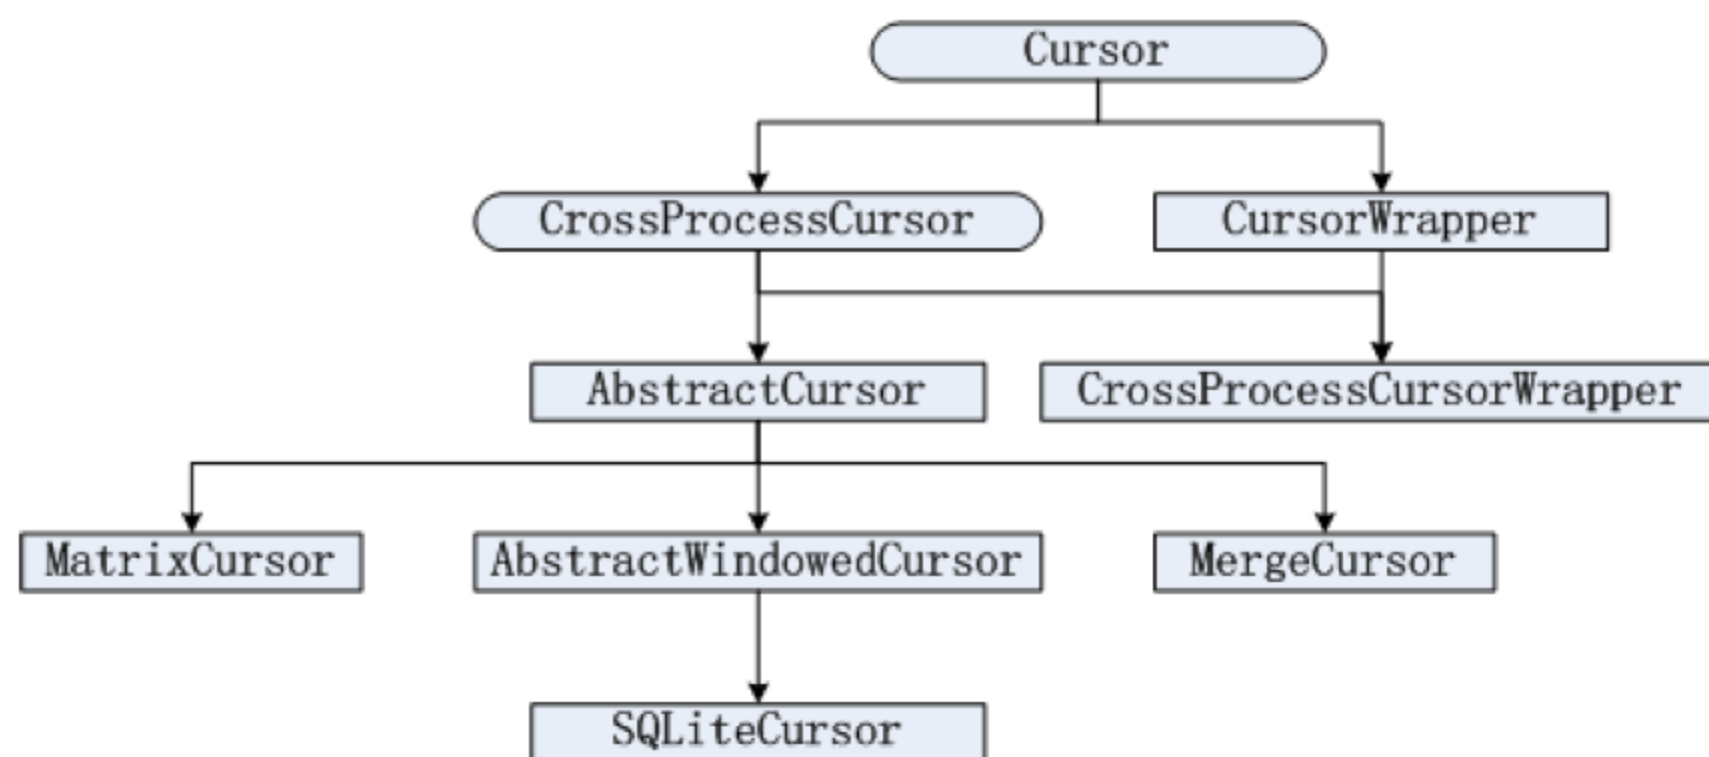 Cursor
CrossProcessCursor
CursorWrapper
AbstractCursor
CrossProcessCursorWrapper
MatrixCursor
AbstractWindowedCursor
MergeCursor
SQLiteCursor